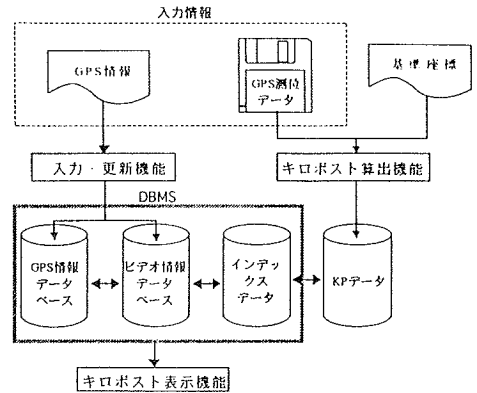 入力情報
GPS情報
GPS測位
データ
基準座標
入力・更新機能
キロポスト算出機能
DBMS
GPS情報
データ
ベース
ビデオ情報
データ
ベース
インデッ
クス
データ
KPデータ
キロポスト表示機能